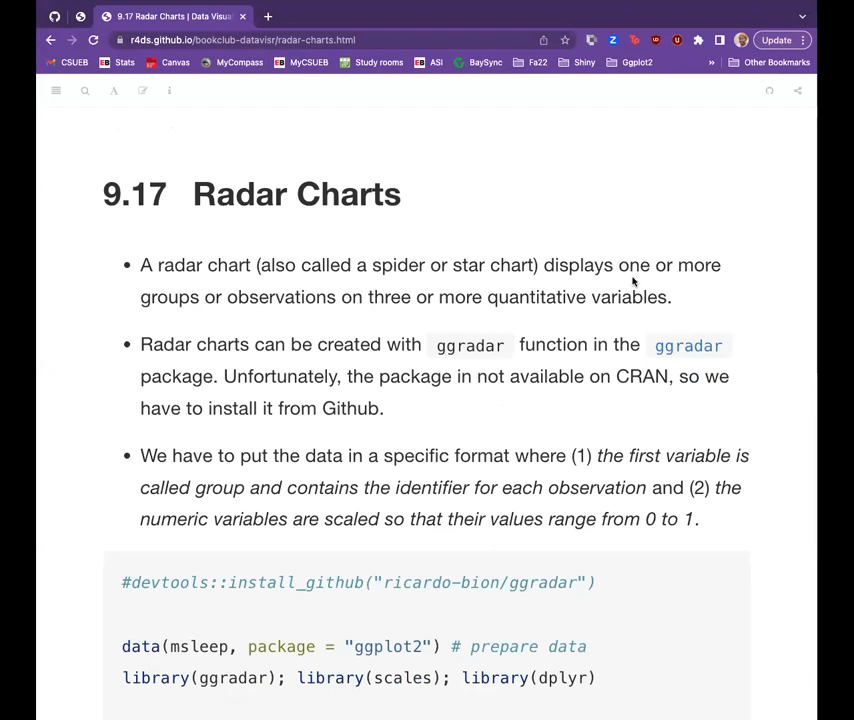 9.17 Radar Charts | Data Visua
r4ds.github.io/bookclub-datavisr/radar-charts.html
Update
CSUEB
EB Stats
Canvas
MyCompass
EB MyCSUEB
Study rooms
EB ASI
BaySync
Fa22
Shiny
Ggplot2
»
Other Bookmarks
9.17 Radar Charts
• A radar chart (also called a spider or star chart) displays one or more
groups or observations on three or more quantitative variables.
• Radar charts can be created with ggradar function in the ggradar
package. Unfortunately, the package in not available on CRAN, so we
have to install it from Github.
• We have to put the data in a specific format where (1) the first variable is
called group and contains the identifier for each observation and (2) the
numeric variables are scaled so that their values range from 0 to 1.
#devtools::install_github("ricardo-bion/ggradar")
data(msleep, package = "ggplot2") # prepare data
library(ggradar); library(scales); library(dplyr)